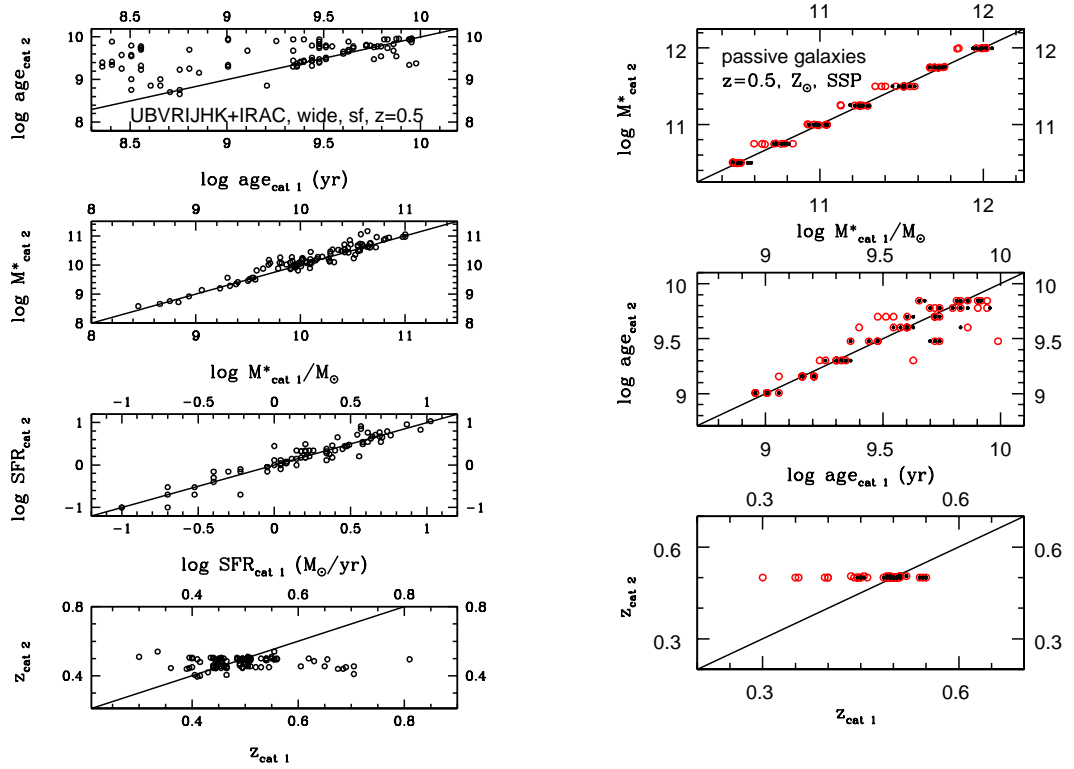 8.5 9 9.5 10
log age_cat 2
10
9
8
UBVRIJHK+IRAC, wide, sf, z=0.5
8.5 9 9.5 10
log age_cat 1 (yr)
8 9 10 11
log M*_cat 2
11
10
9
8
8 9 10 11
log M*_cat 1/M_⊙
−1 −0.5 0 0.5 1
log SFR_cat 2
1 1
0 0
−1 −1
−1 −0.5 0 0.5 1
log SFR_cat 1 (M_⊙/yr)
0.4 0.6 0.8
z_cat 2
0.8 0.8
0.6 0.6
0.4 0.4
0.4 0.6 0.8
z_cat 1
11 12
log M*_cat 2
12 12
11 11
passive galaxies
z=0.5, Z_⊙, SSP
11 12
log M*_cat 1/M_⊙
9 9.5 10
log age_cat 2
10 10
9.5 9.5
9 9
9 9.5 10
log age_cat 1 (yr)
0.3 0.6
z_cat 2
0.6 0.6
0.3 0.3
0.3 0.6
z_cat 1